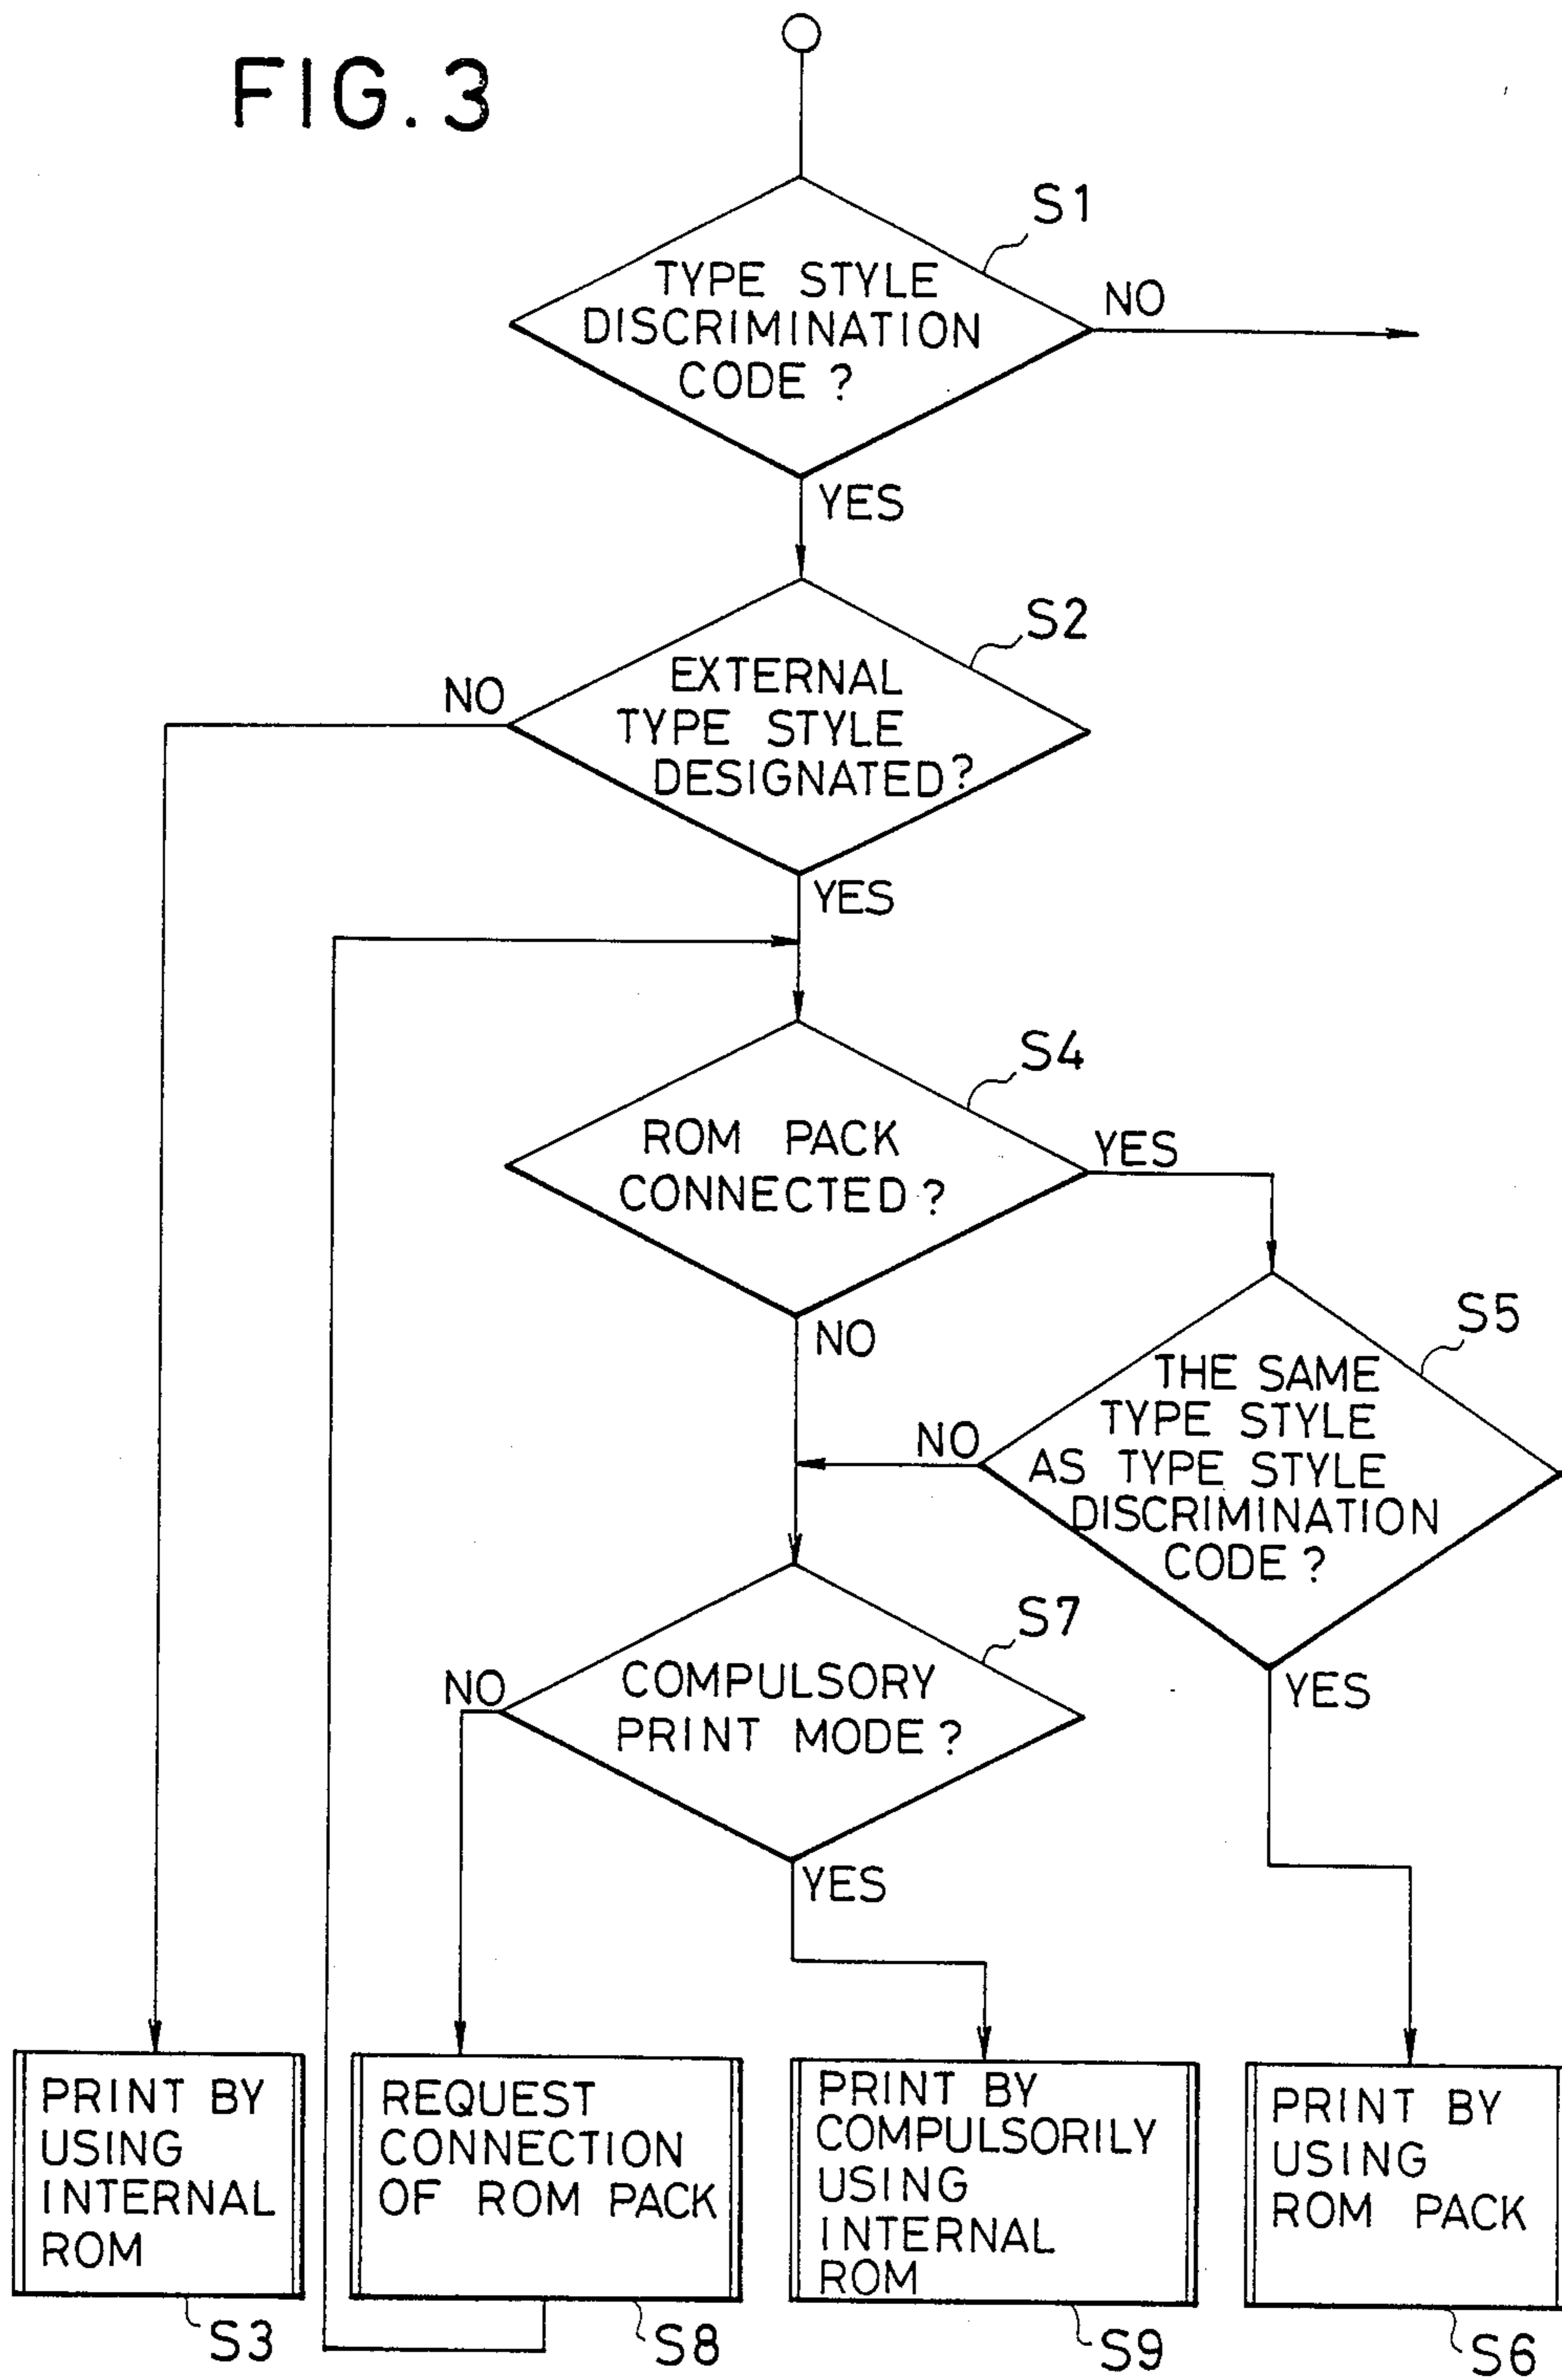 FIG. 3
S1
TYPE STYLE
DISCRIMINATION
CODE ?
NO
YES
S2
EXTERNAL
TYPE STYLE
DESIGNATED?
NO
YES
S4
ROM PACK
CONNECTED ?
YES
NO
S5
THE SAME
TYPE STYLE
AS TYPE STYLE
DISCRIMINATION
CODE ?
NO
YES
S7
COMPULSORY
PRINT MODE ?
NO
YES
PRINT BY
USING
INTERNAL
ROM
S3
REQUEST
CONNECTION
OF ROM PACK
S8
PRINT BY
COMPULSORILY
USING
INTERNAL
ROM
S9
PRINT BY
USING
ROM PACK
S6